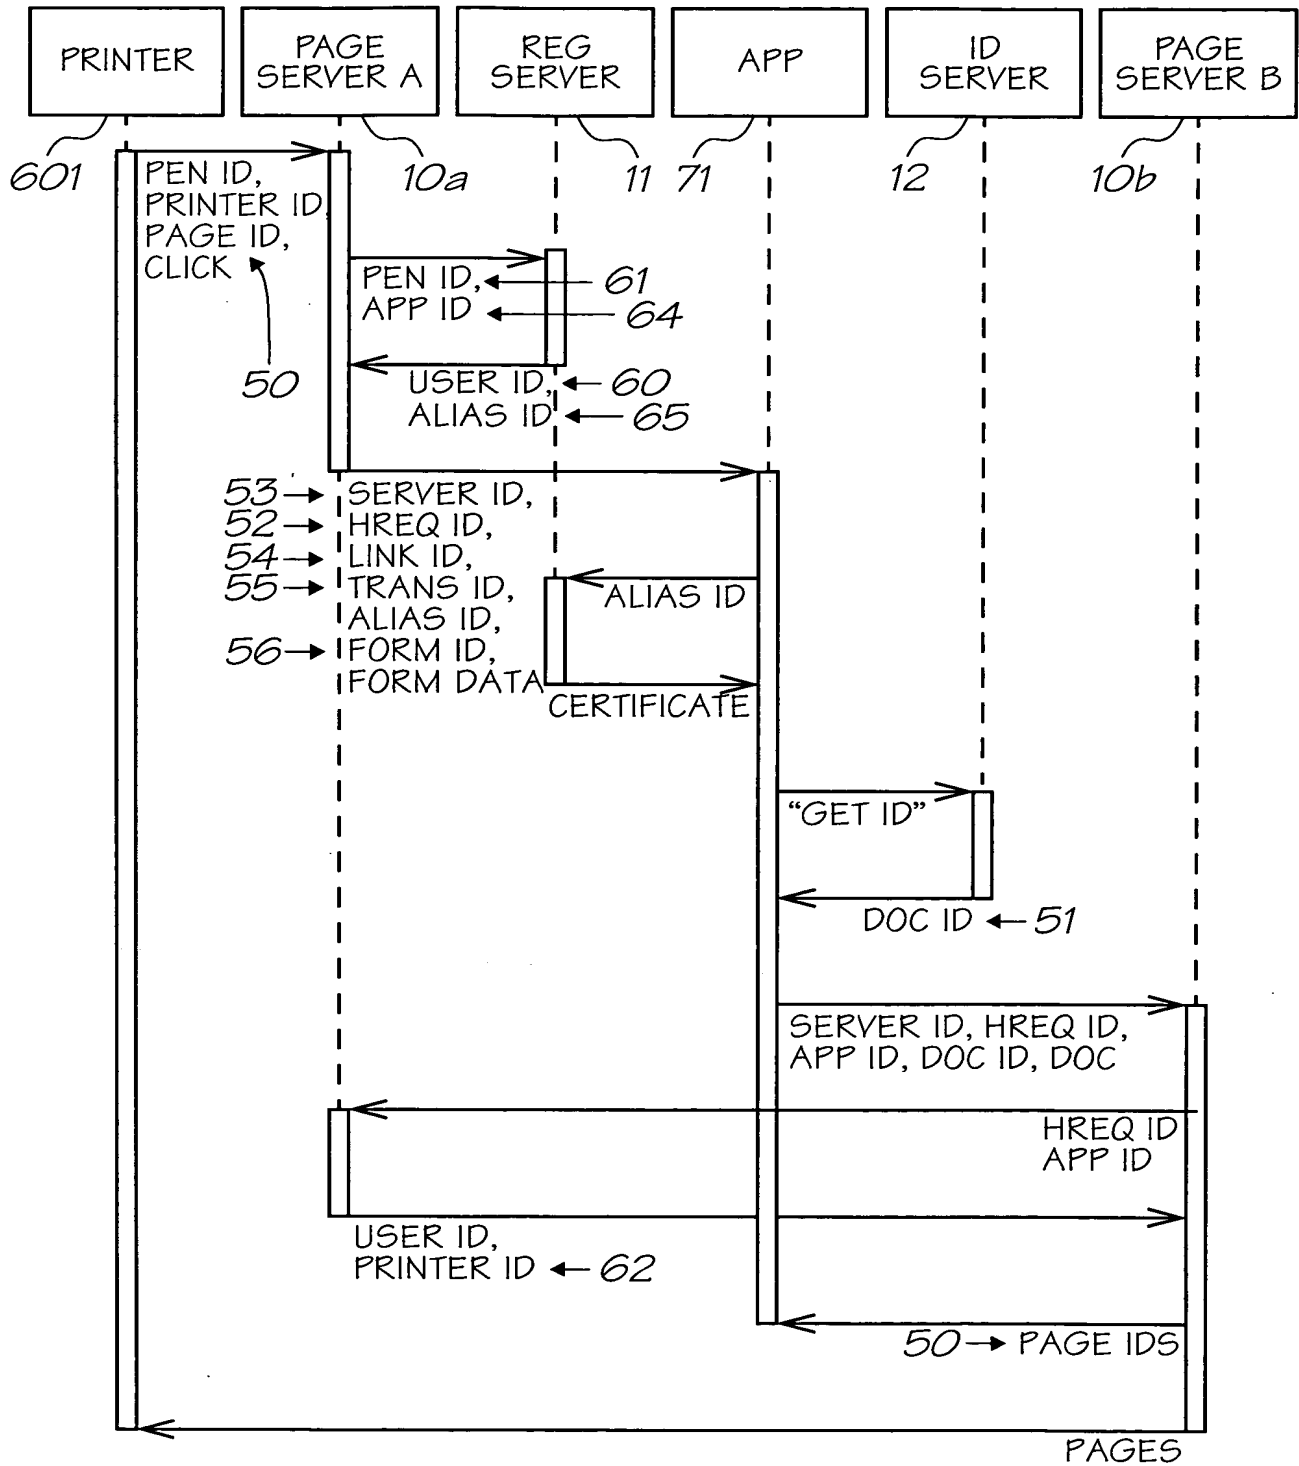 PRINTER
PAGE
SERVER A
REG
SERVER
APP
ID
SERVER
PAGE
SERVER B
601
10a
11
71
12
10b
PEN ID,
PRINTER ID
PAGE ID,
CLICK
50
PEN ID,
61
APP ID
64
USER ID,
60
ALIAS ID
65
53
SERVER ID,
52
HREQ ID,
54
LINK ID,
55
TRANS ID,
ALIAS ID,
56
FORM ID,
FORM DATA
ALIAS ID
CERTIFICATE
“GET ID”
DOC ID
51
SERVER ID, HREQ ID,
APP ID, DOC ID, DOC
HREQ ID
APP ID
USER ID,
PRINTER ID
62
50
PAGE IDS
PAGES